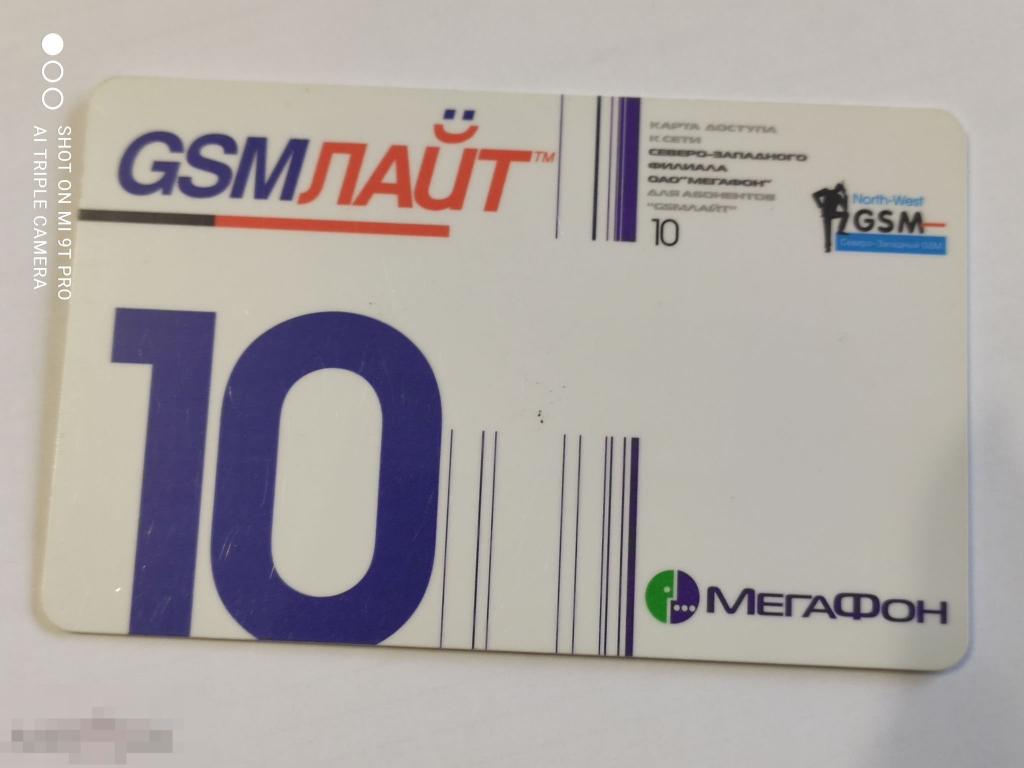 SHOT ON MI 9T PRO
AI TRIPLE CAMERA
GSMЛАЙТ™
КАРТА ДОСТУПА
К СЕТИ
СЕВЕРО-ЗАПАДНОГО
ФИЛИАЛА
ОАО"МЕГАФОН"
ДЛЯ АБОНЕНТОВ
"GSMЛАЙТ"
10
North-West
GSM
Северо-Западный GSM
10
МЕГАФОН